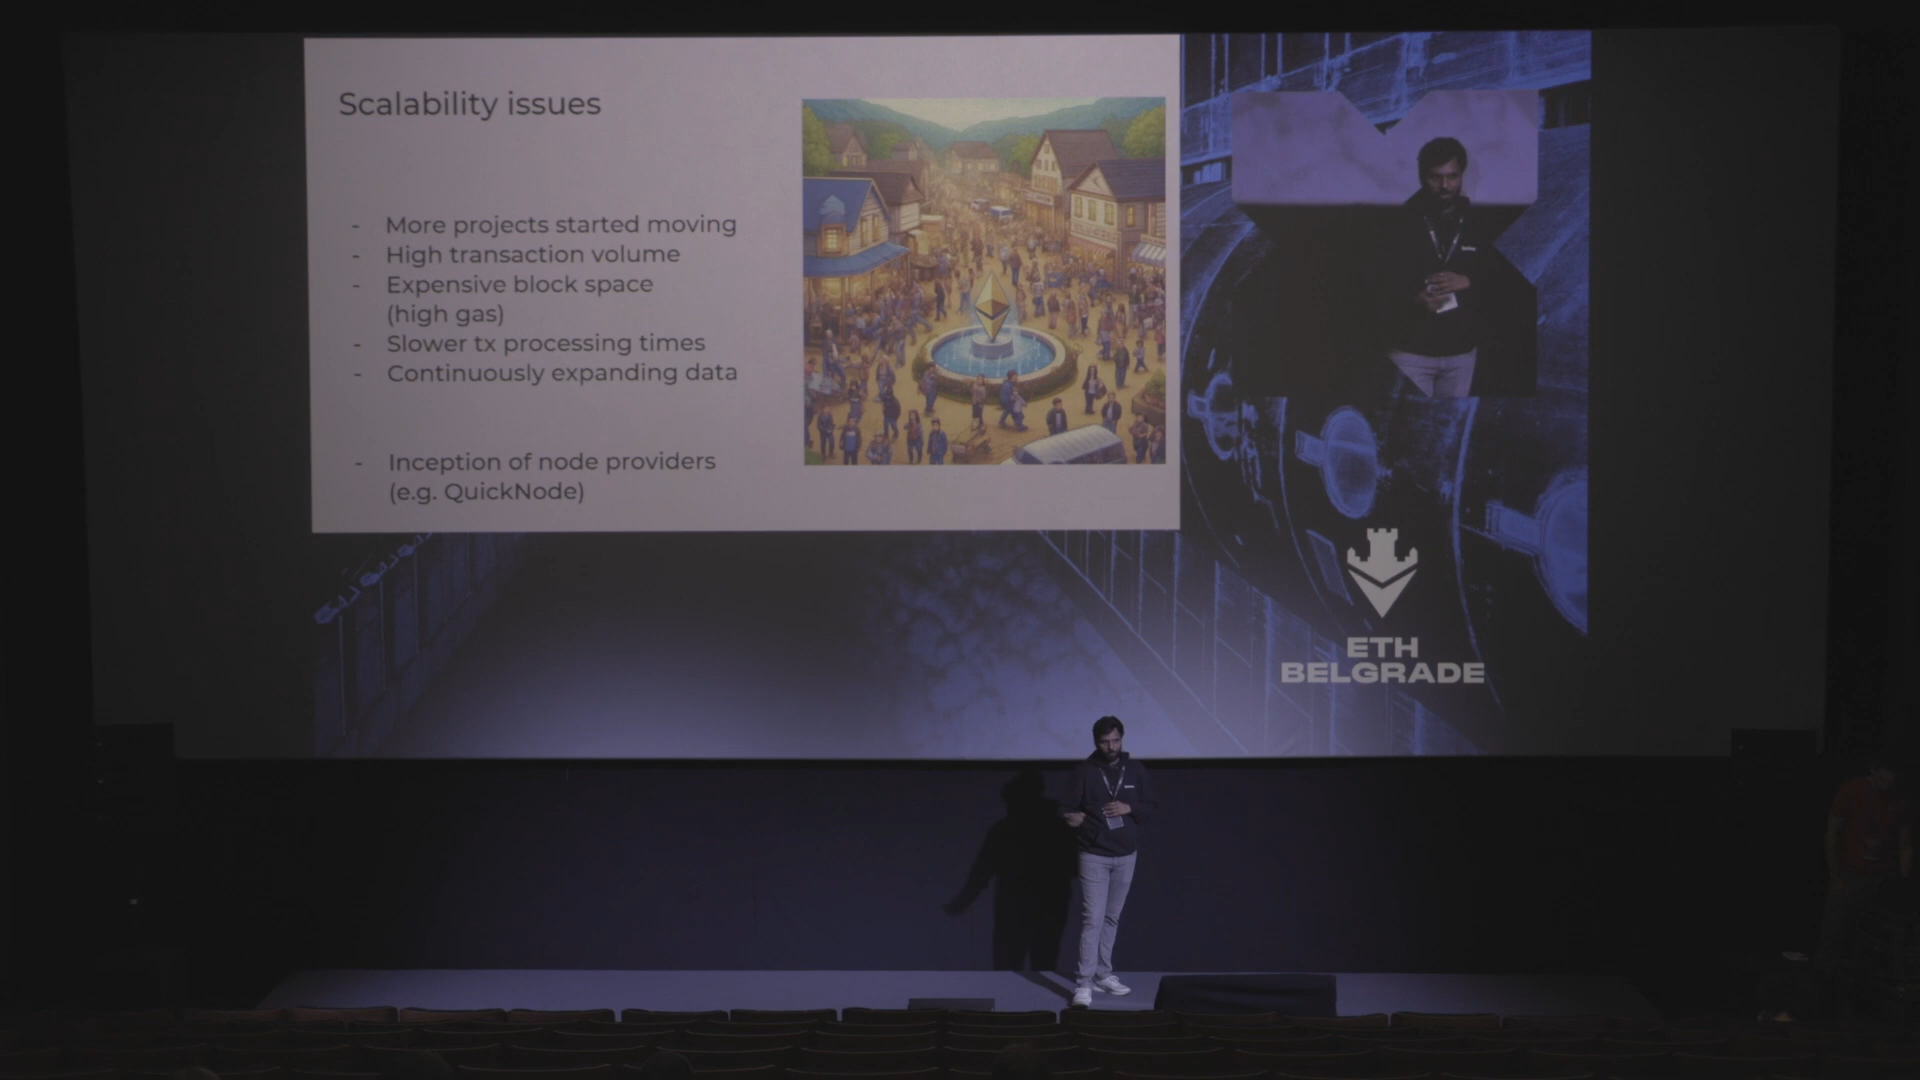 Scalability issues
- More projects started moving
- High transaction volume
- Expensive block space
(high gas)
- Slower tx processing times
- Continuously expanding data
- Inception of node providers
(e.g. QuickNode)
ETH
BELGRADE